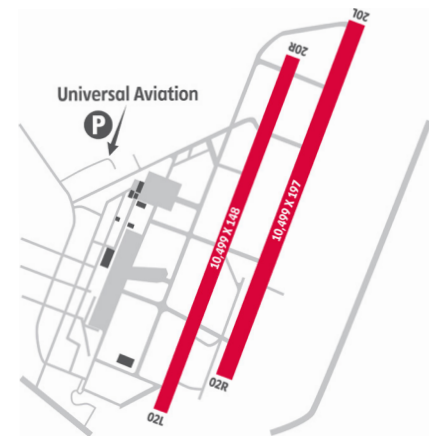 20L
20R
Universal Aviation
P
10,499 X 148
10,499 X 197
02R
02L